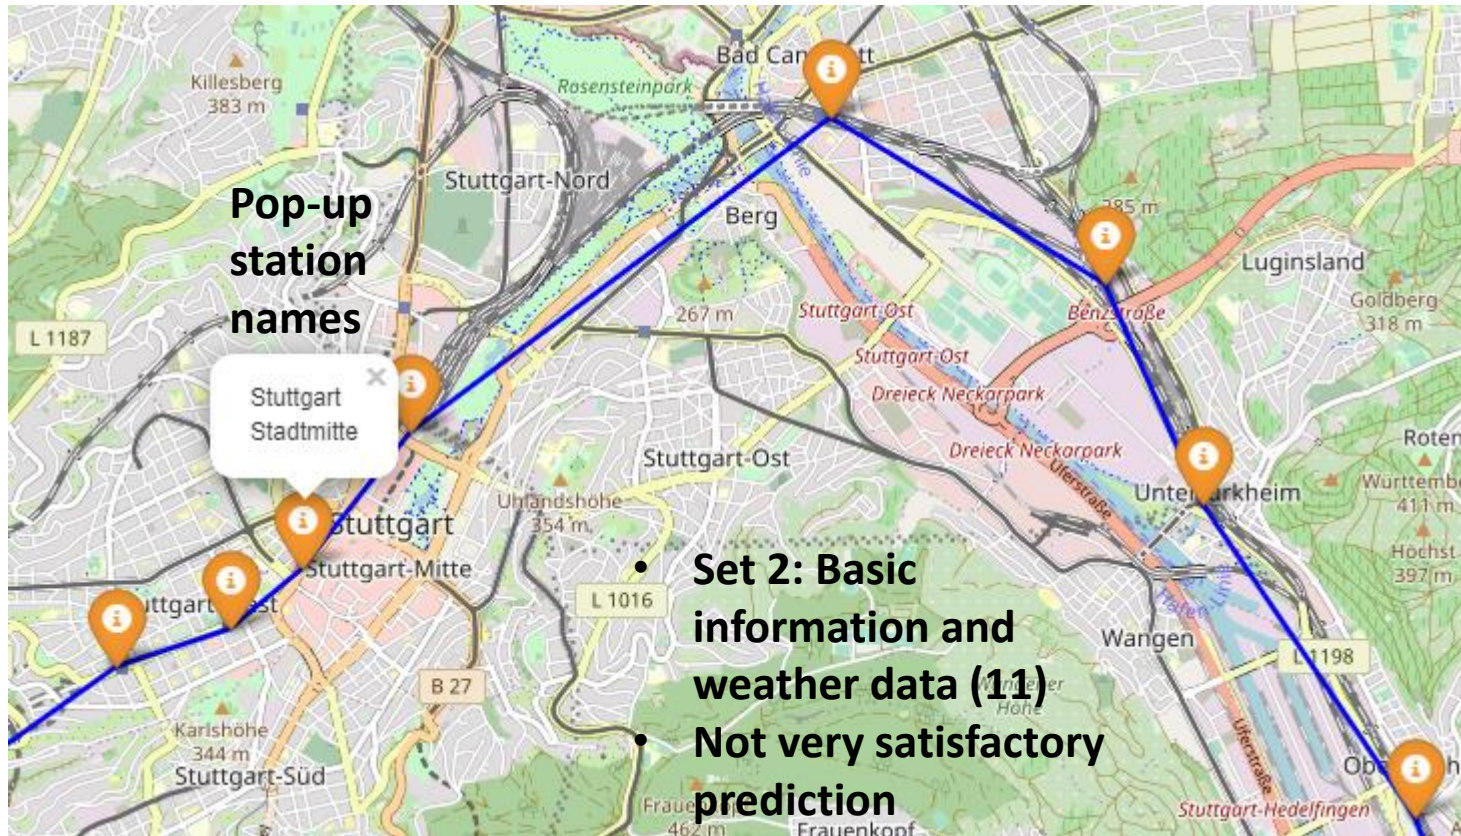 Killesberg
383 m
Rosensteinpark
Stuttgart-Nord
Berg
Luginsland
Goldberg
318 m
L 1187
Pop-up
station
names
267 m
Stuttgart-Ost
Benzstraße
Stuttgart-Ost
Dreieck Neckarpark
Stuttgart
Stadtmitte
×
Stuttgart-Ost
Dreieck Neckarpark
Uferstraße
Uhlandshöhe
354 m
411 m
397 m
Stuttgart-Mitte
L 1016
B 27
Wangen
L 1198
• Set 2: Basic
information and
weather data (11)
• Not very satisfactory
prediction
Karlshöhe
344 m
Stuttgart-Süd
Uferstraße
Stuttgart-Hedelfingen
462 m
Frauenkopf